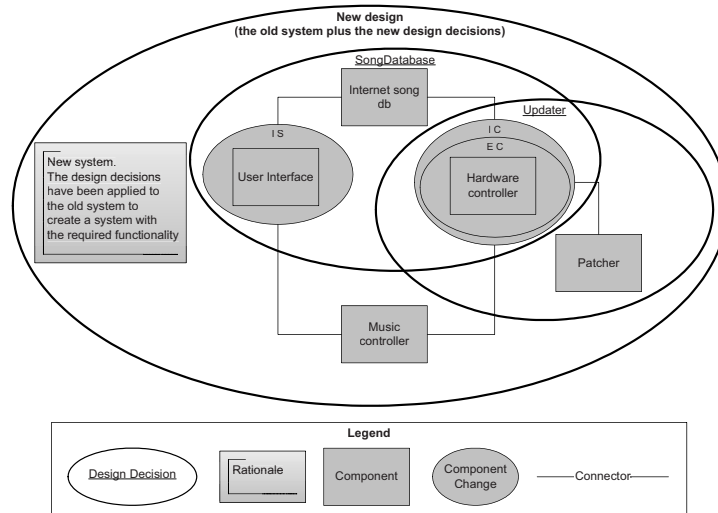 New design
(the old system plus the new design decisions)
SongDatabase
Internet song
db
Updater
I S
I C
E C
New system.
The design decisions
have been applied to
the old system to
create a system with
the required functionality
User Interface
Hardware
controller
Patcher
Music
controller
Legend
Design Decision
Rationale
Component
Component
Change
Connector